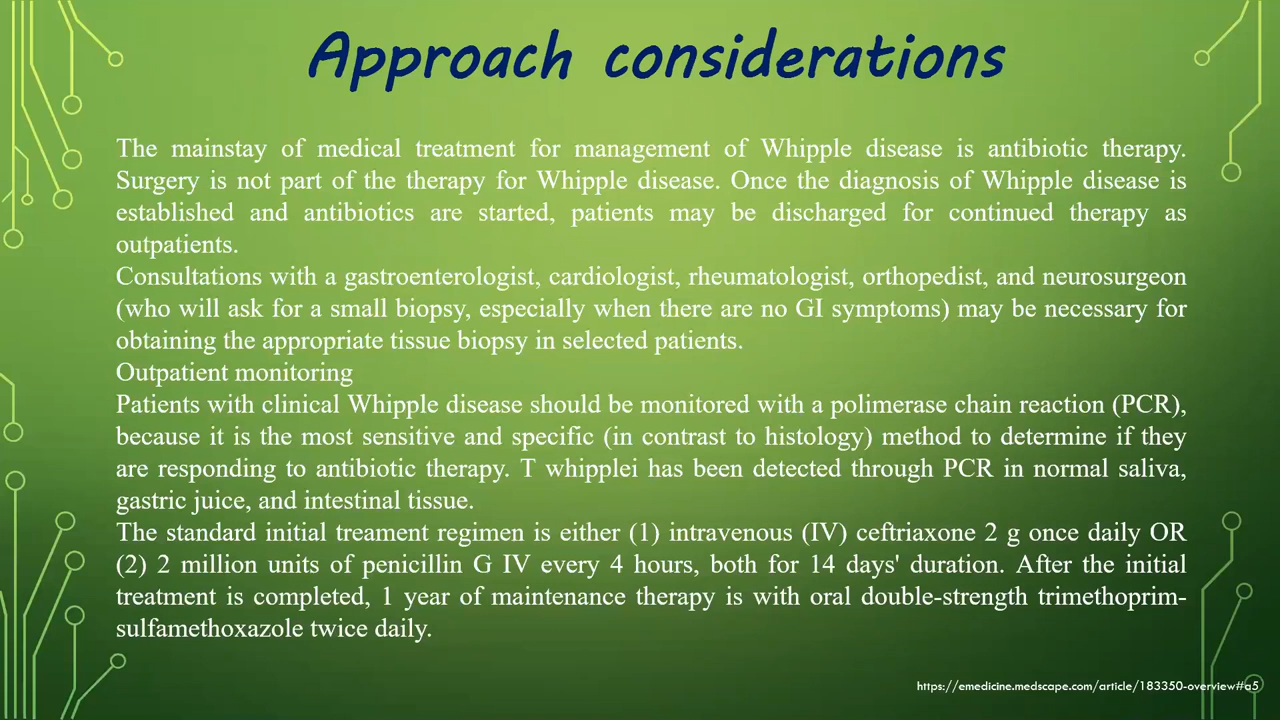 Approach considerations
The mainstay of medical treatment for management of Whipple disease is antibiotic therapy.
Surgery is not part of the therapy for Whipple disease. Once the diagnosis of Whipple disease is
established and antibiotics are started, patients may be discharged for continued therapy as
outpatients.
Consultations with a gastroenterologist, cardiologist, rheumatologist, orthopedist, and neurosurgeon
(who will ask for a small biopsy, especially when there are no GI symptoms) may be necessary for
obtaining the appropriate tissue biopsy in selected patients.
Outpatient monitoring
Patients with clinical Whipple disease should be monitored with a polimerase chain reaction (PCR),
because it is the most sensitive and specific (in contrast to histology) method to determine if they
are responding to antibiotic therapy. T whipplei has been detected through PCR in normal saliva,
gastric juice, and intestinal tissue.
The standard initial treament regimen is either (1) intravenous (IV) ceftriaxone 2 g once daily OR
(2) 2 million units of penicillin G IV every 4 hours, both for 14 days' duration. After the initial
treatment is completed, 1 year of maintenance therapy is with oral double-strength trimethoprim-
sulfamethoxazole twice daily.
https://emedicine.medscape.com/article/183350-overview#a5